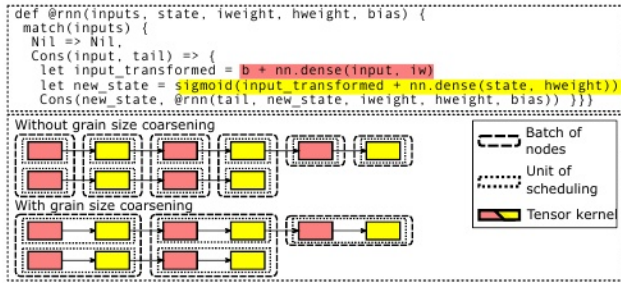 def @rnn(inputs, state, iweight, hweight, bias) {
match(inputs) {
Nil => Nil,
Cons(input, tail) => {
let input_transformed = b + nn.dense(input, iw)
let new_state = sigmoid(input_transformed + nn.dense(state, hweight))
Cons(new_state, @rnn(tail, new_state, iweight, hweight, bias)) }}}
Without grain size coarsening
With grain size coarsening
Batch of
nodes
Unit of
scheduling
Tensor kernel